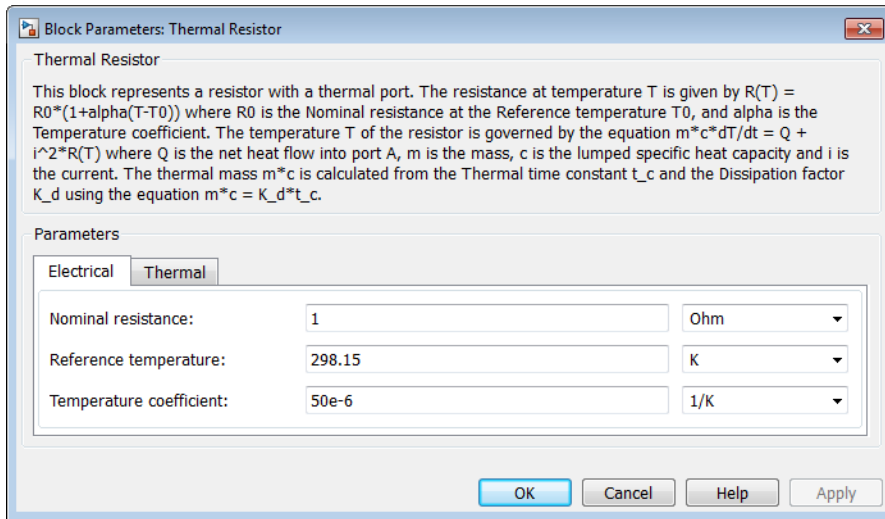 Block Parameters: Thermal Resistor
Thermal Resistor
This block represents a resistor with a thermal port. The resistance at temperature T is given by R(T) =
R0*(1+alpha(T-T0)) where R0 is the Nominal resistance at the Reference temperature T0, and alpha is the
Temperature coefficient. The temperature T of the resistor is governed by the equation m*c*dT/dt = Q +
i^2*R(T) where Q is the net heat flow into port A, m is the mass, c is the lumped specific heat capacity and i is
the current. The thermal mass m*c is calculated from the Thermal time constant t_c and the Dissipation factor
K_d using the equation m*c = K_d*t_c.
Parameters
Electrical Thermal
Nominal resistance: 1 Ohm
Reference temperature: 298.15 K
Temperature coefficient: 50e-6 1/K
OK Cancel Help Apply